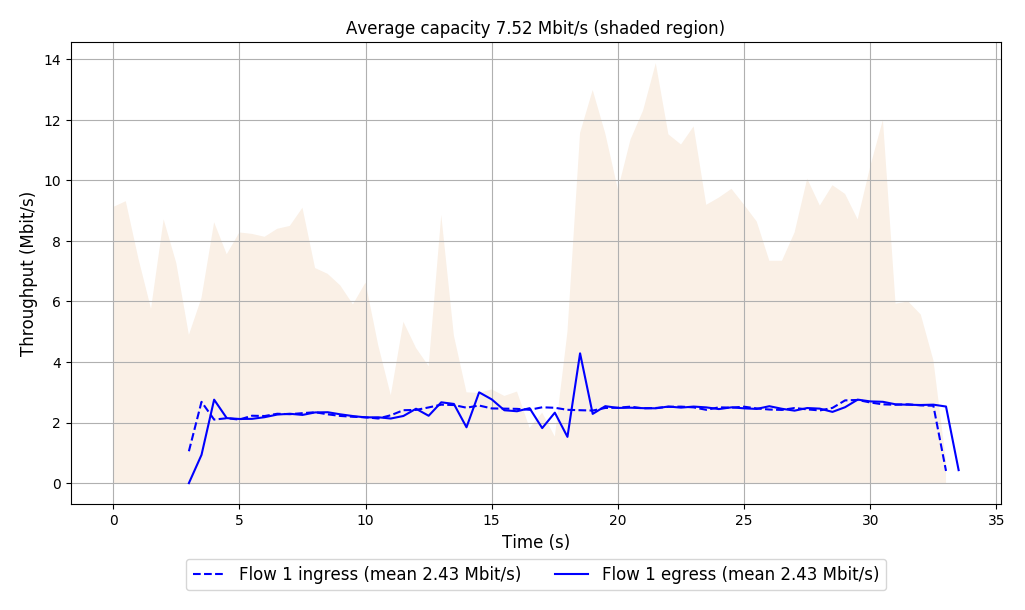 Average capacity 7.52 Mbit/s (shaded region)
Throughput (Mbit/s)
14
12
10
8
6
4
2
0
0 5 10 15 20 25 30 35
Time (s)
Flow 1 ingress (mean 2.43 Mbit/s) Flow 1 egress (mean 2.43 Mbit/s)